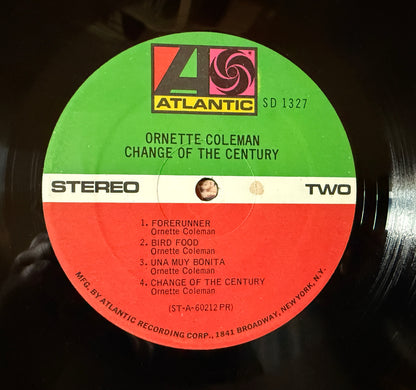 ATLANTIC
SD 1327
ORNETTE COLEMAN
CHANGE OF THE CENTURY
STEREO TWO
1. FORERUNNER
Ornette Coleman
2. BIRD FOOD
Ornette Coleman
3. UNA MUY BONITA
Ornette Coleman
4. CHANGE OF THE CENTURY
Ornette Coleman
(ST-A-60212 PR)
MFG. BY ATLANTIC RECORDING CORP., 1841 BROADWAY, NEW YORK, N.Y.